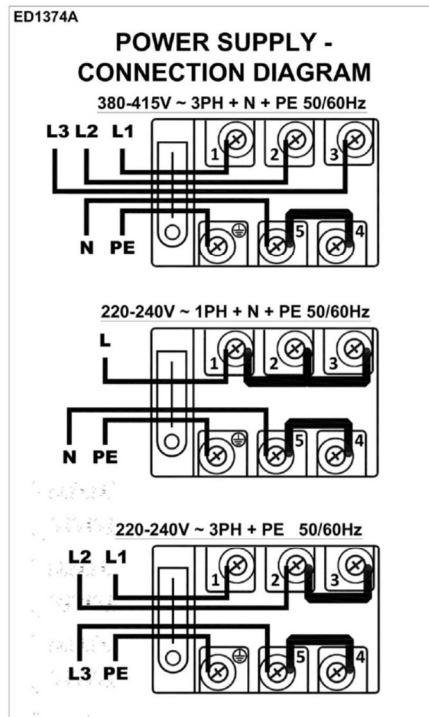 ED1374A
POWER SUPPLY -
CONNECTION DIAGRAM
380-415V ~ 3PH + N + PE 50/60Hz
L3 L2 L1
1 2 3
5 4
N PE
220-240V ~ 1PH + N + PE 50/60Hz
L
1 2 3
5 4
N PE
220-240V ~ 3PH + PE 50/60Hz
L2 L1
1 2 3
5 4
L3 PE